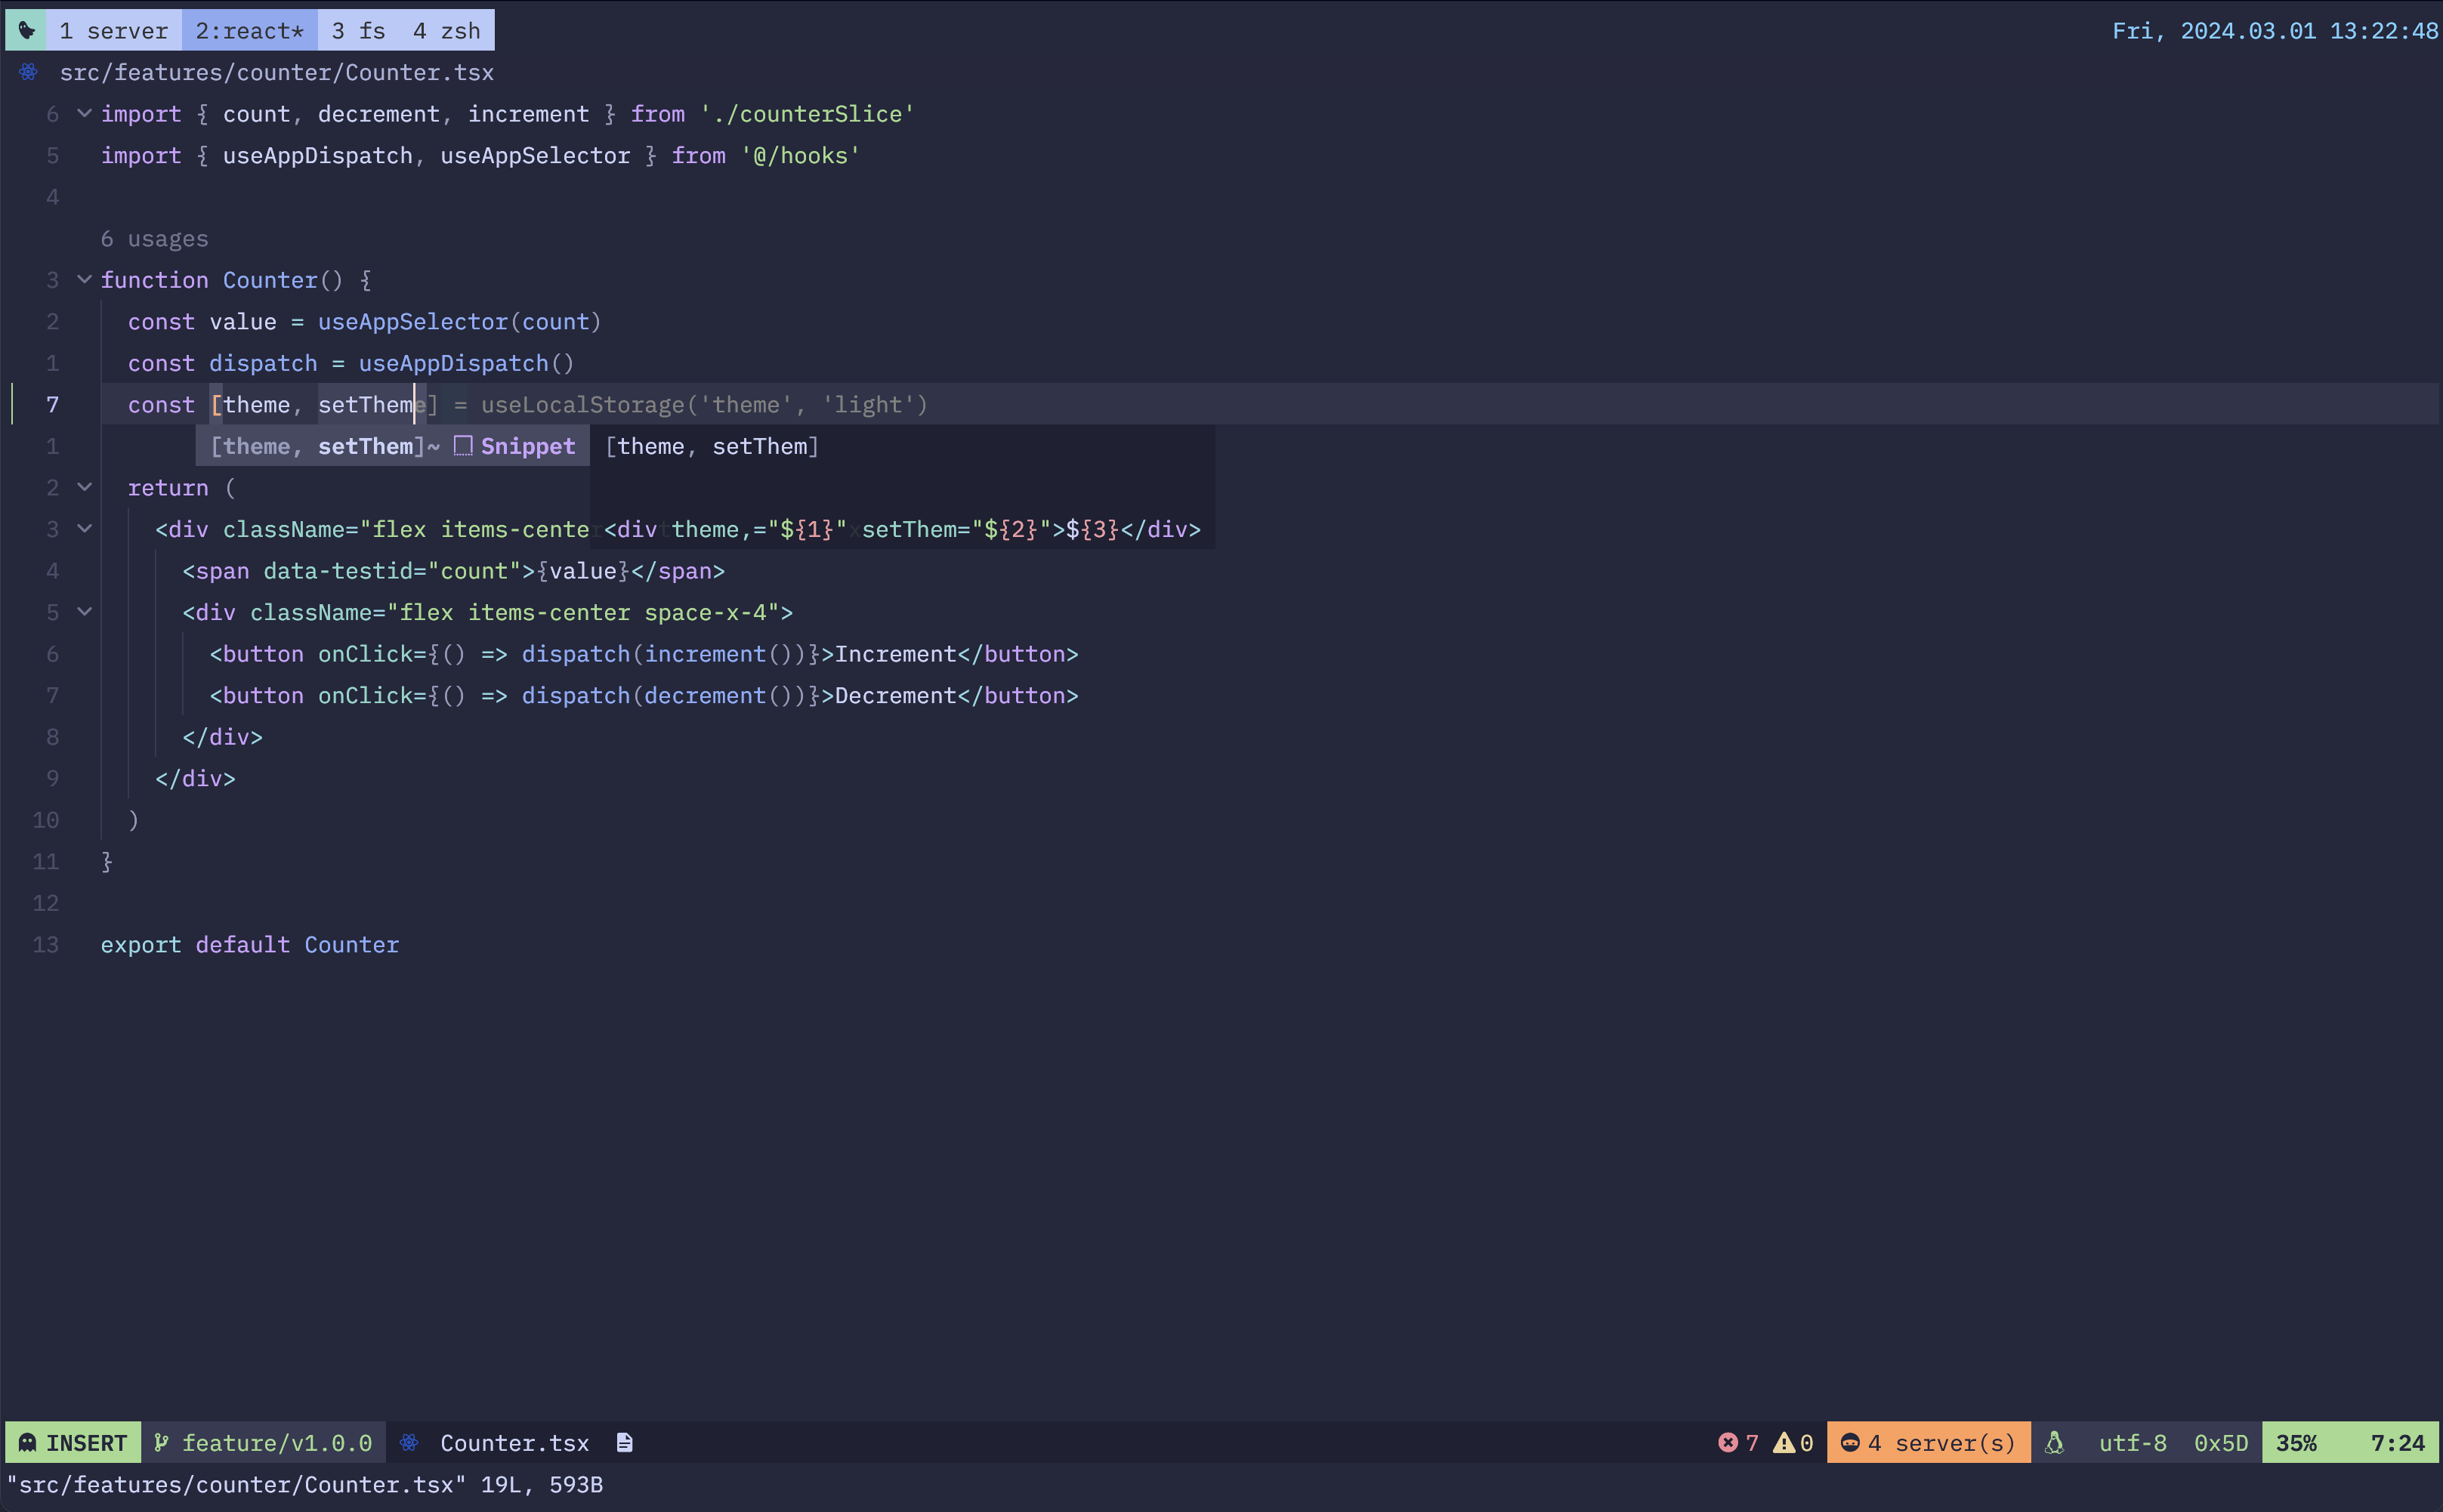 1 server 2:react* 3 fs 4 zsh Fri, 2024.03.01 13:22:48
src/features/counter/Counter.tsx
6 import { count, decrement, increment } from './counterSlice'
5 import { useAppDispatch, useAppSelector } from '@/hooks'
4
6 usages
3 function Counter() {
2 const value = useAppSelector(count)
1 const dispatch = useAppDispatch()
7 const [theme, setTheme] = useLocalStorage('theme', 'light')
1 [theme, setThem]~ Snippet [theme, setThem]
2 return (
3 <div className="flex items-cente <div theme,="${1}" setThem="${2}">${3}</div>
4 <span data-testid="count">{value}</span>
5 <div className="flex items-center space-x-4">
6 <button onClick={() => dispatch(increment())}>Increment</button>
7 <button onClick={() => dispatch(decrement())}>Decrement</button>
8 </div>
9 </div>
10 )
11 }
12
13 export default Counter
INSERT feature/v1.0.0 Counter.tsx 7 0 4 server(s) utf-8 0x5D 35% 7:24
"src/features/counter/Counter.tsx" 19L, 593B